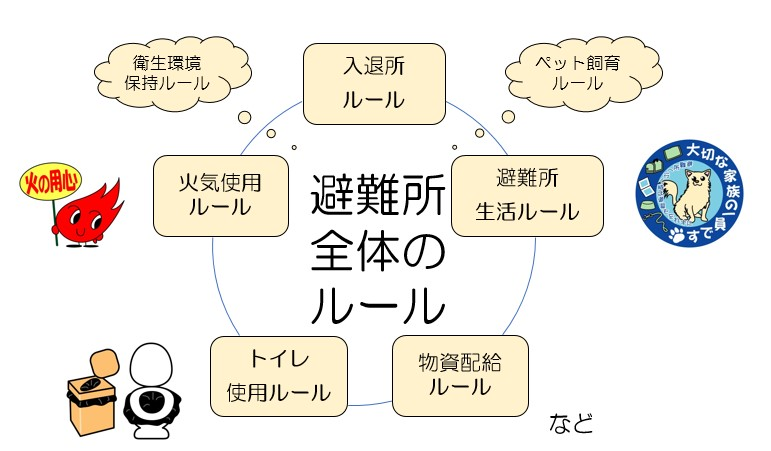 衛生環境
保持ルール
入退所
ルール
ペット飼育
ルール
火の用心
火気使用
ルール
避難所
全体の
ルール
避難所
生活ルール
大切な家族の一員です
トイレ
使用ルール
物資配給
ルール
など